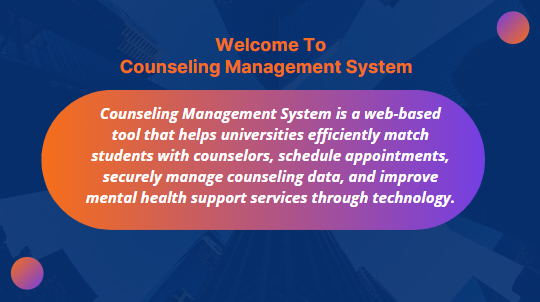 Welcome To
Counseling Management System
Counseling Management System is a web-based
tool that helps universities efficiently match
students with counselors, schedule appointments,
securely manage counseling data, and improve
mental health support services through technology.